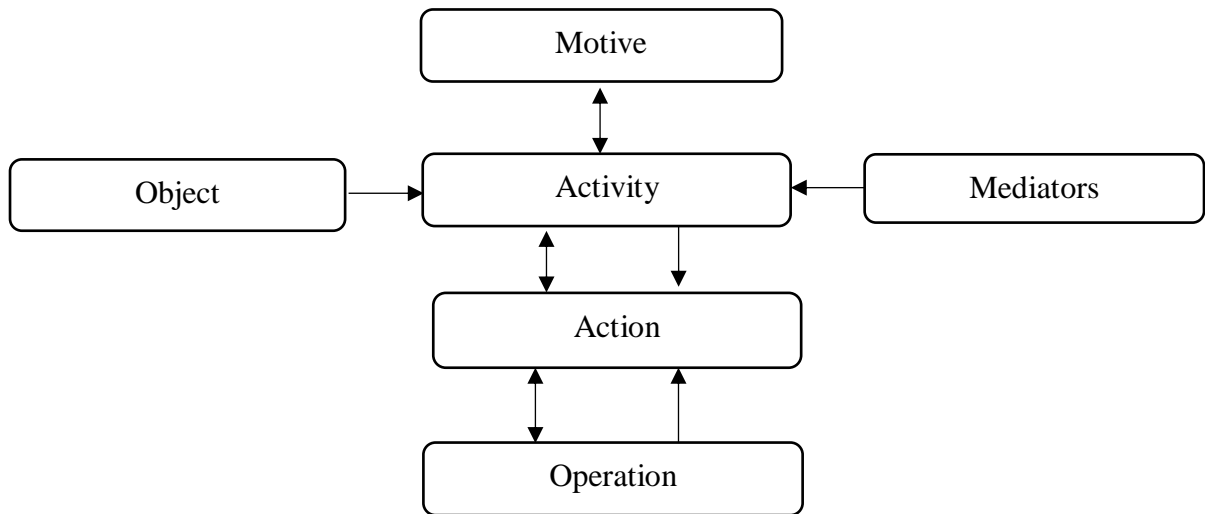 Motive
Object
Activity
Mediators
Action
Operation